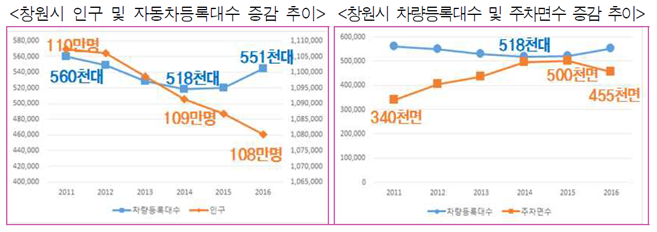 <창원시 인구 및 자동차등록대수 증감 추이>
580,000
560,000
540,000
520,000
500,000
480,000
460,000
440,000
420,000
400,000
110만명
560천대
518천대
551천대
109만명
108만명
1,110,000
1,105,000
1,100,000
1,095,000
1,090,000
1,085,000
1,080,000
1,075,000
1,070,000
1,065,000
2011 2012 2013 2014 2015 2016
차량등록대수 인구
<창원시 차량등록대수 및 주차면수 증감 추이>
600,000
500,000
400,000
300,000
200,000
100,000
0
518천대
500천면
455천면
340천면
2011 2012 2013 2014 2015 2016
차량등록대수 주차면수